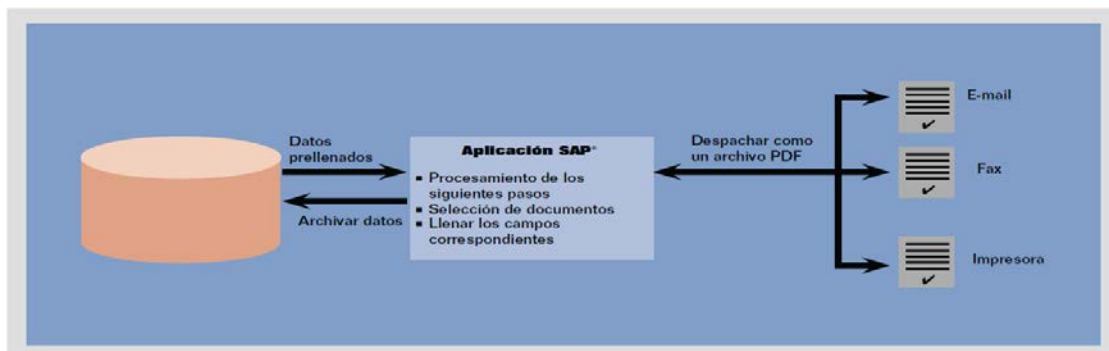 Datos
prellenados
Archivar datos
Aplicación SAP®
▪ Procesamiento de los
siguientes pasos
▪ Selección de documentos
▪ Llenar los campos
correspondientes
Despachar como
un archivo PDF
E-mail
Fax
Impresora